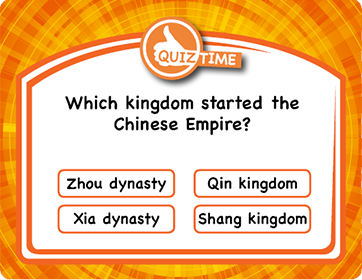 QUIZ TIME
Which kingdom started the
Chinese Empire?
Zhou dynasty
Qin kingdom
Xia dynasty
Shang kingdom